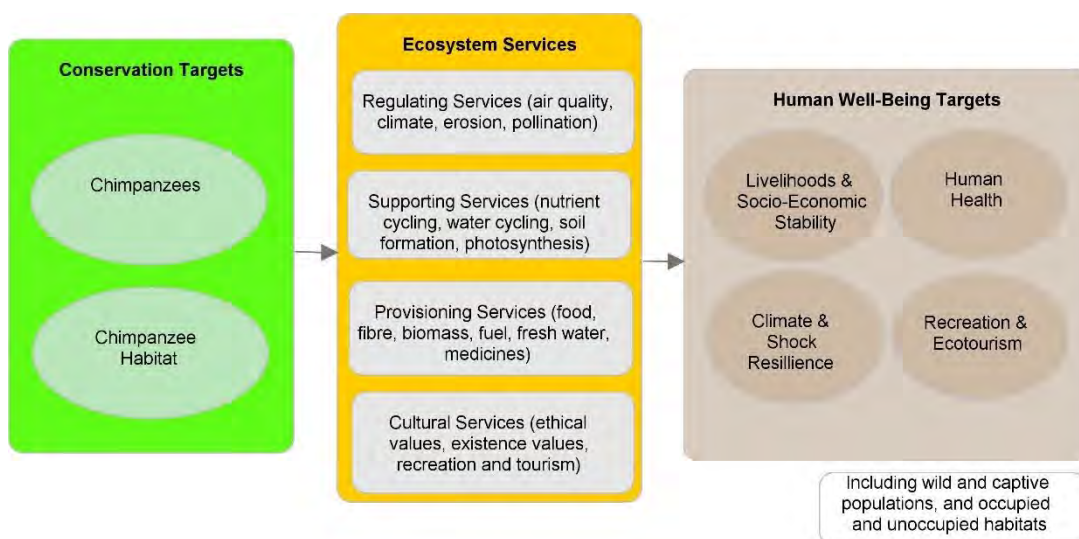 Conservation Targets
Chimpanzees
Chimpanzee
Habitat
Ecosystem Services
Regulating Services (air quality,
climate, erosion, pollination)
Supporting Services (nutrient
cycling, water cycling, soil
formation, photosynthesis)
Provisioning Services (food,
fibre, biomass, fuel, fresh water,
medicines)
Cultural Services (ethical
values, existence values,
recreation and tourism)
Human Well-Being Targets
Livelihoods &
Socio-Economic
Stability
Human
Health
Climate &
Shock
Resillience
Recreation &
Ecotourism
Including wild and captive
populations, and occupied
and unoccupied habitats